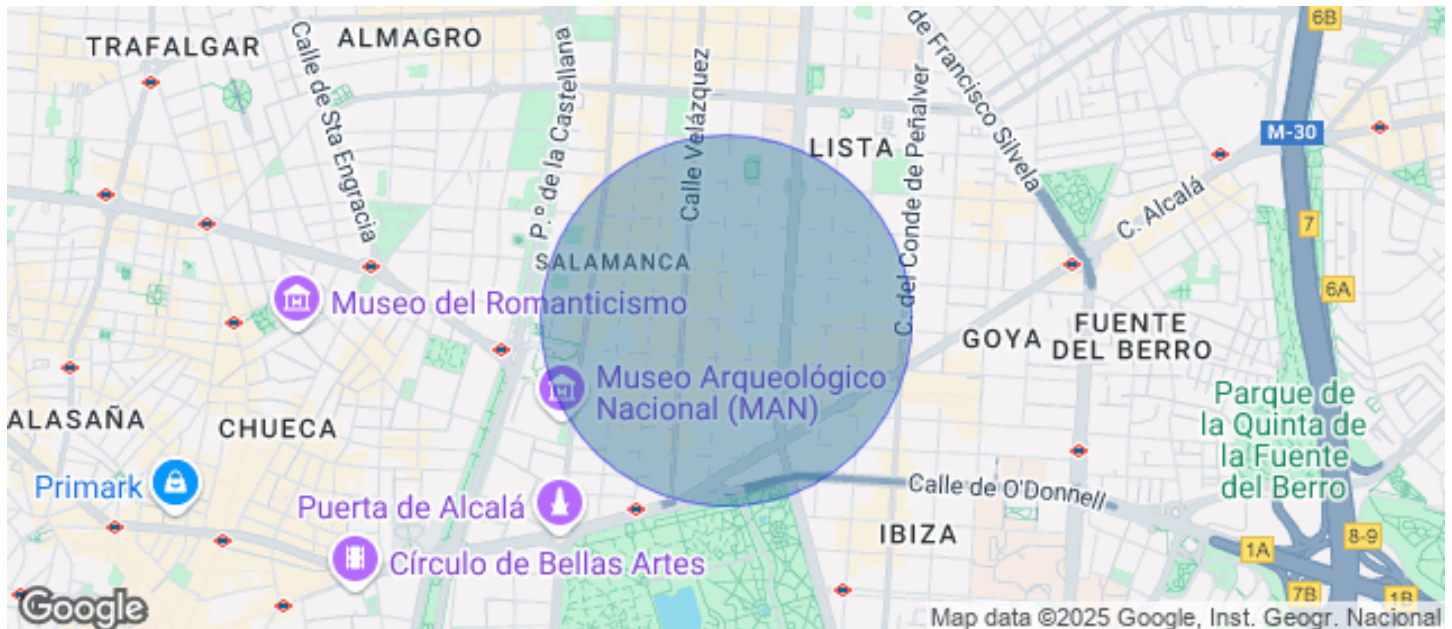 6B
TRAFALGAR
ALMAGRO
Calle de Sta Engracia
P.º de la Castellana
Calle Velázquez
de Francisco Silvela
C. del Conde de Peñalver
M-30
LISTA
C. Alcalá
7
SALAMANCA
6A
Museo del Romanticismo
GOYA
FUENTE
DEL BERRO
Museo Arqueológico
Nacional (MAN)
Parque de
la Quinta de
la Fuente
del Berro
ALASAÑA
CHUECA
Primark
Puerta de Alcalá
Calle de O'Donnell
IBIZA
8-9
1A
Círculo de Bellas Artes
7B
1B
Google
Map data ©2025 Google, Inst. Geogr. Nacional